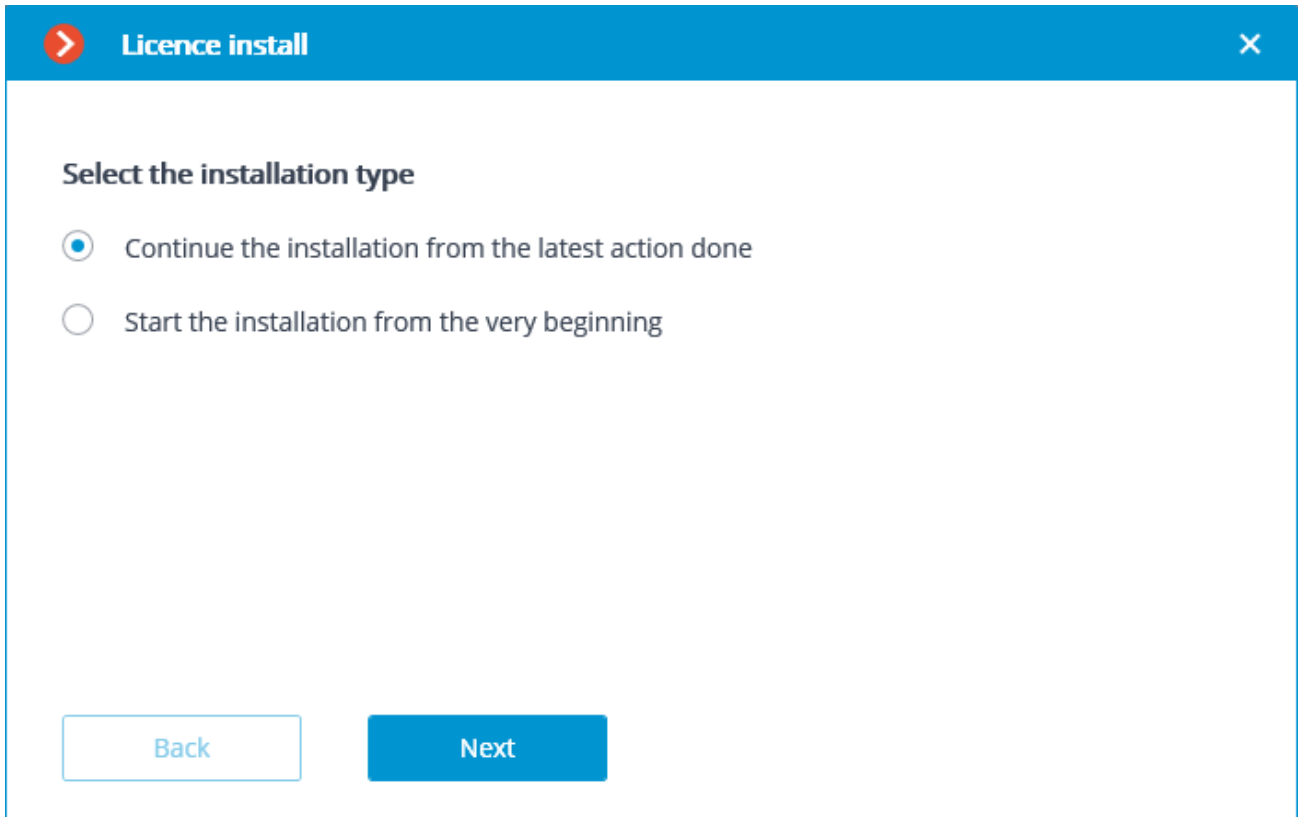 Licence install
Select the installation type
Continue the installation from the latest action done
Start the installation from the very beginning
Back
Next